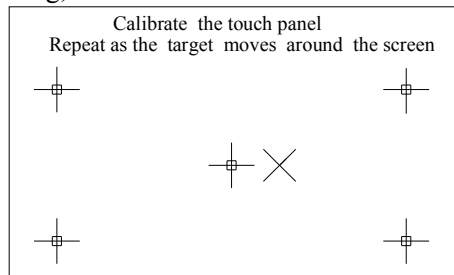 g,
Calibrate the touch panel
Repeat as the target moves around the screen